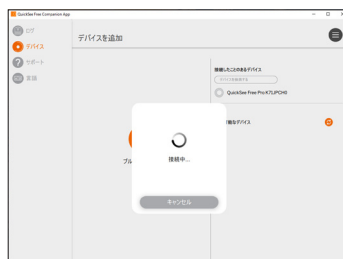 QuickSee Free Companion App
ログ
デバイスを追加
デバイス
サポート
言語
接続したことのあるデバイス
QuickSee Free Pro K71JPCH0
能なデバイス
ブル
接続中...
キャンセル